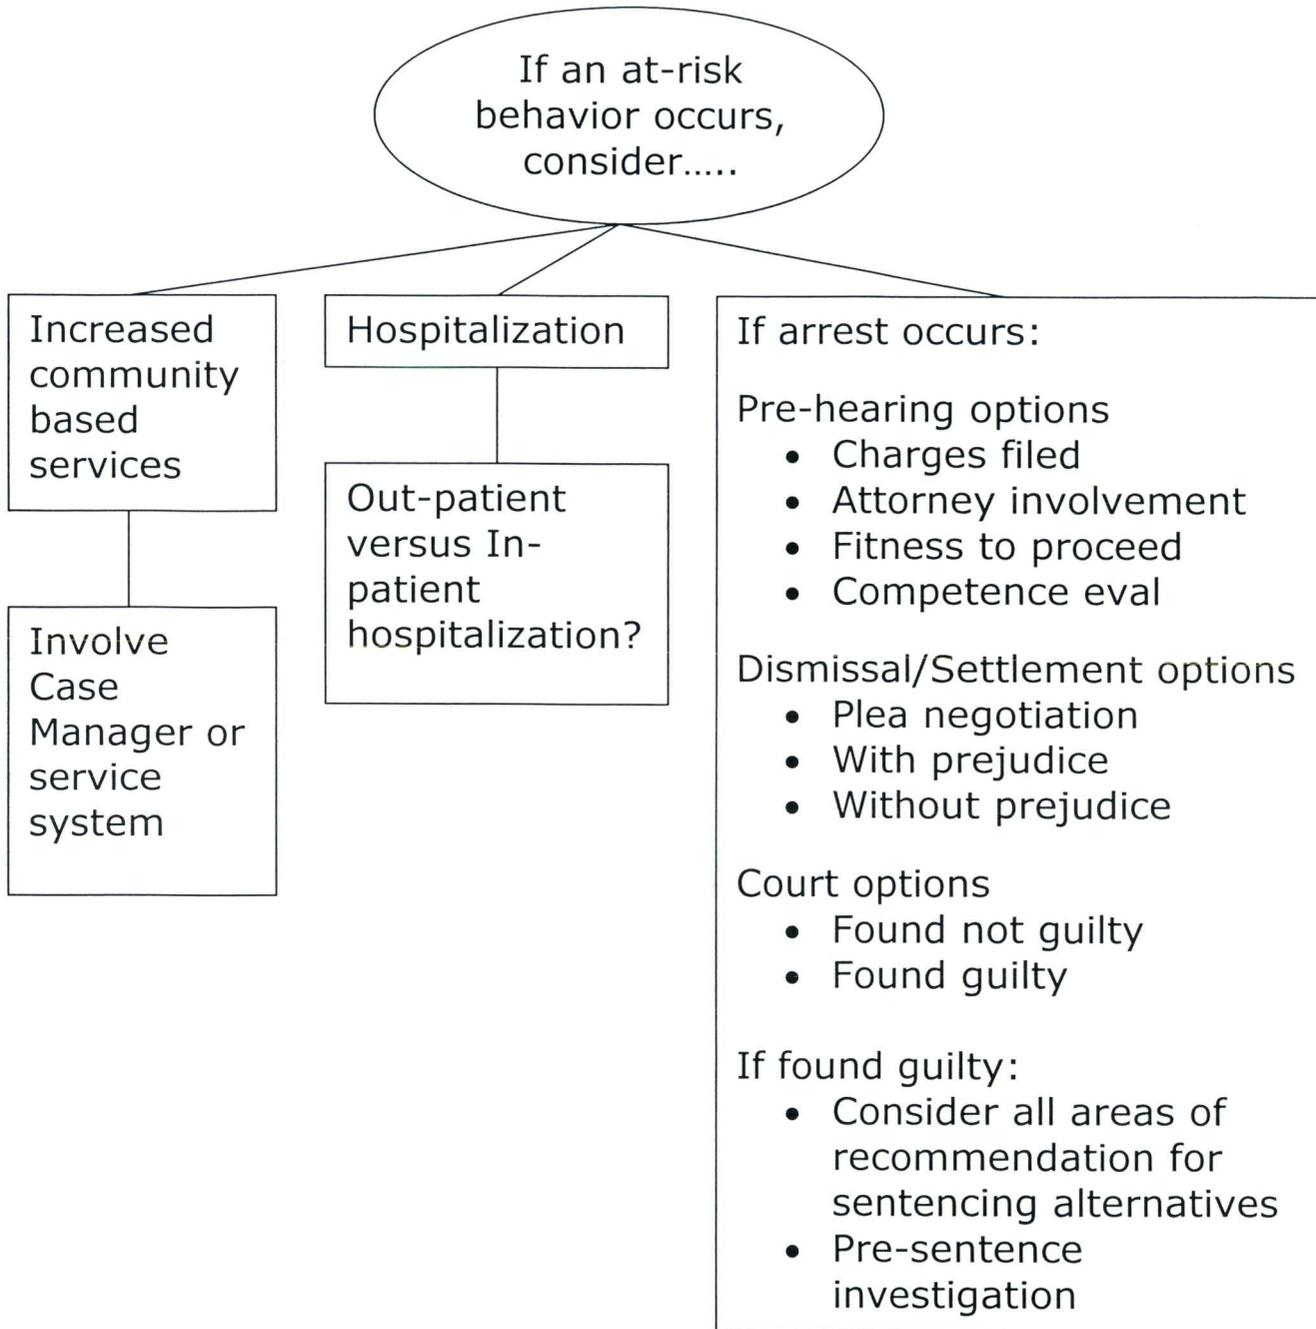 If an at-risk
behavior occurs,
consider.....
Increased
community
based
services
Involve
Case
Manager or
service
system
Hospitalization
Out-patient
versus In-
patient
hospitalization?
If arrest occurs:
Pre-hearing options
• Charges filed
• Attorney involvement
• Fitness to proceed
• Competence eval
Dismissal/Settlement options
• Plea negotiation
• With prejudice
• Without prejudice
Court options
• Found not guilty
• Found guilty
If found guilty:
• Consider all areas of
recommendation for
sentencing alternatives
• Pre-sentence
investigation